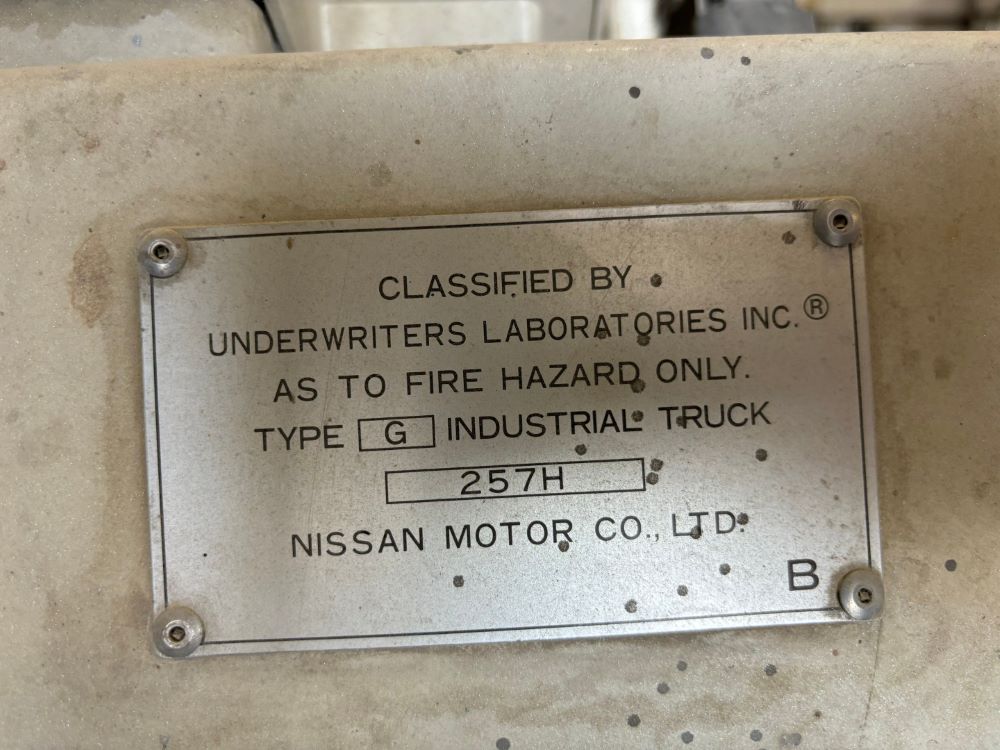 CLASSIFIED BY
UNDERWRITERS LABORATORIES INC.®
AS TO FIRE HAZARD ONLY.
TYPE G INDUSTRIAL TRUCK
257H
NISSAN MOTOR CO., LTD.
B